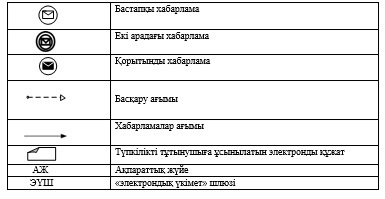 Бастапқы хабарлама
Екі арадағы хабарлама
Қорытынды хабарлама
Басқару ағымы
Хабарламалар ағымы
Түпкілікті тұтынушыға ұсынылатын электронды құжат
АЖ Ақпараттық жүйе
ЭҮШ «электрондық үкімет» шлюзі